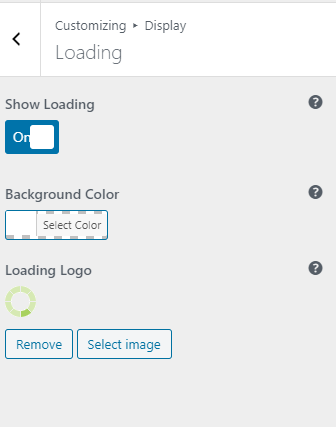 Customizing ▸ Display
Loading
Show Loading
On
Background Color
Select Color
Loading Logo
Remove
Select image